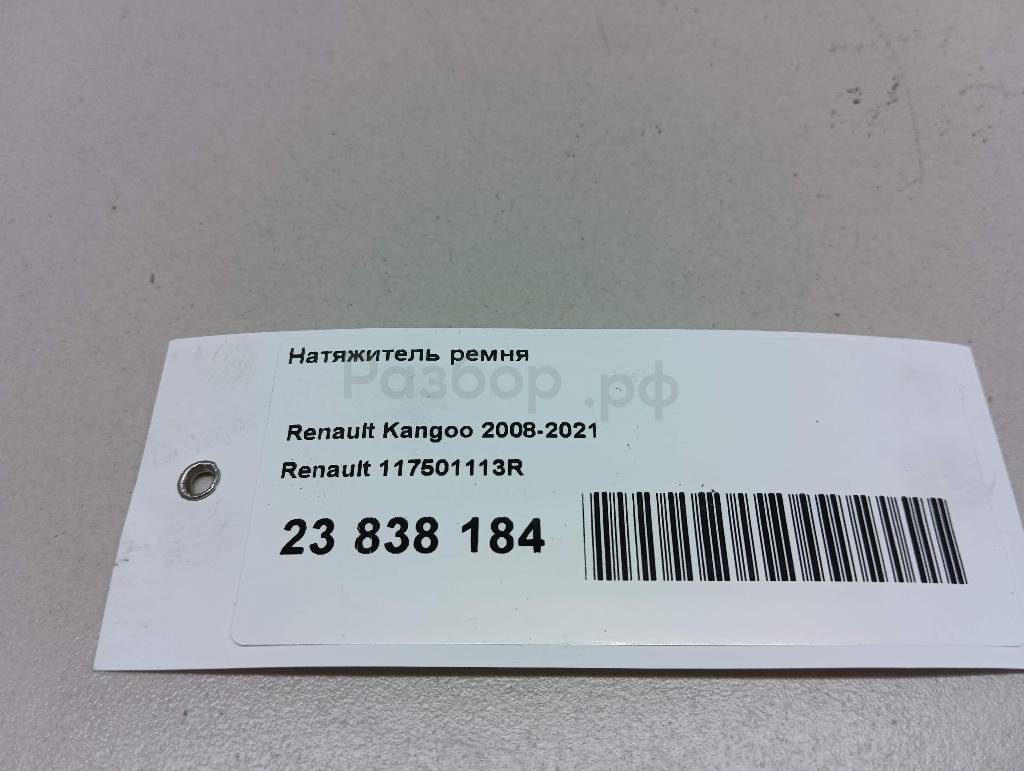 Натяжитель ремня
Разбор.рф
Renault Kangoo 2008-2021
Renault 117501113R
23 838 184